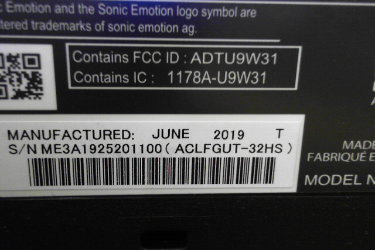 c Emotion and the Sonic Emotion logo symbol are
tered trademarks of sonic emotion ag.
Contains FCC ID : ADTU9W31
Contains IC : 1178A-U9W31
MANUFACTURED: JUNE 2019 T
S/N ME3A1925201100 ( ACLFGUT-32HS )
MADE
FABRIQUÉ E
MODEL N